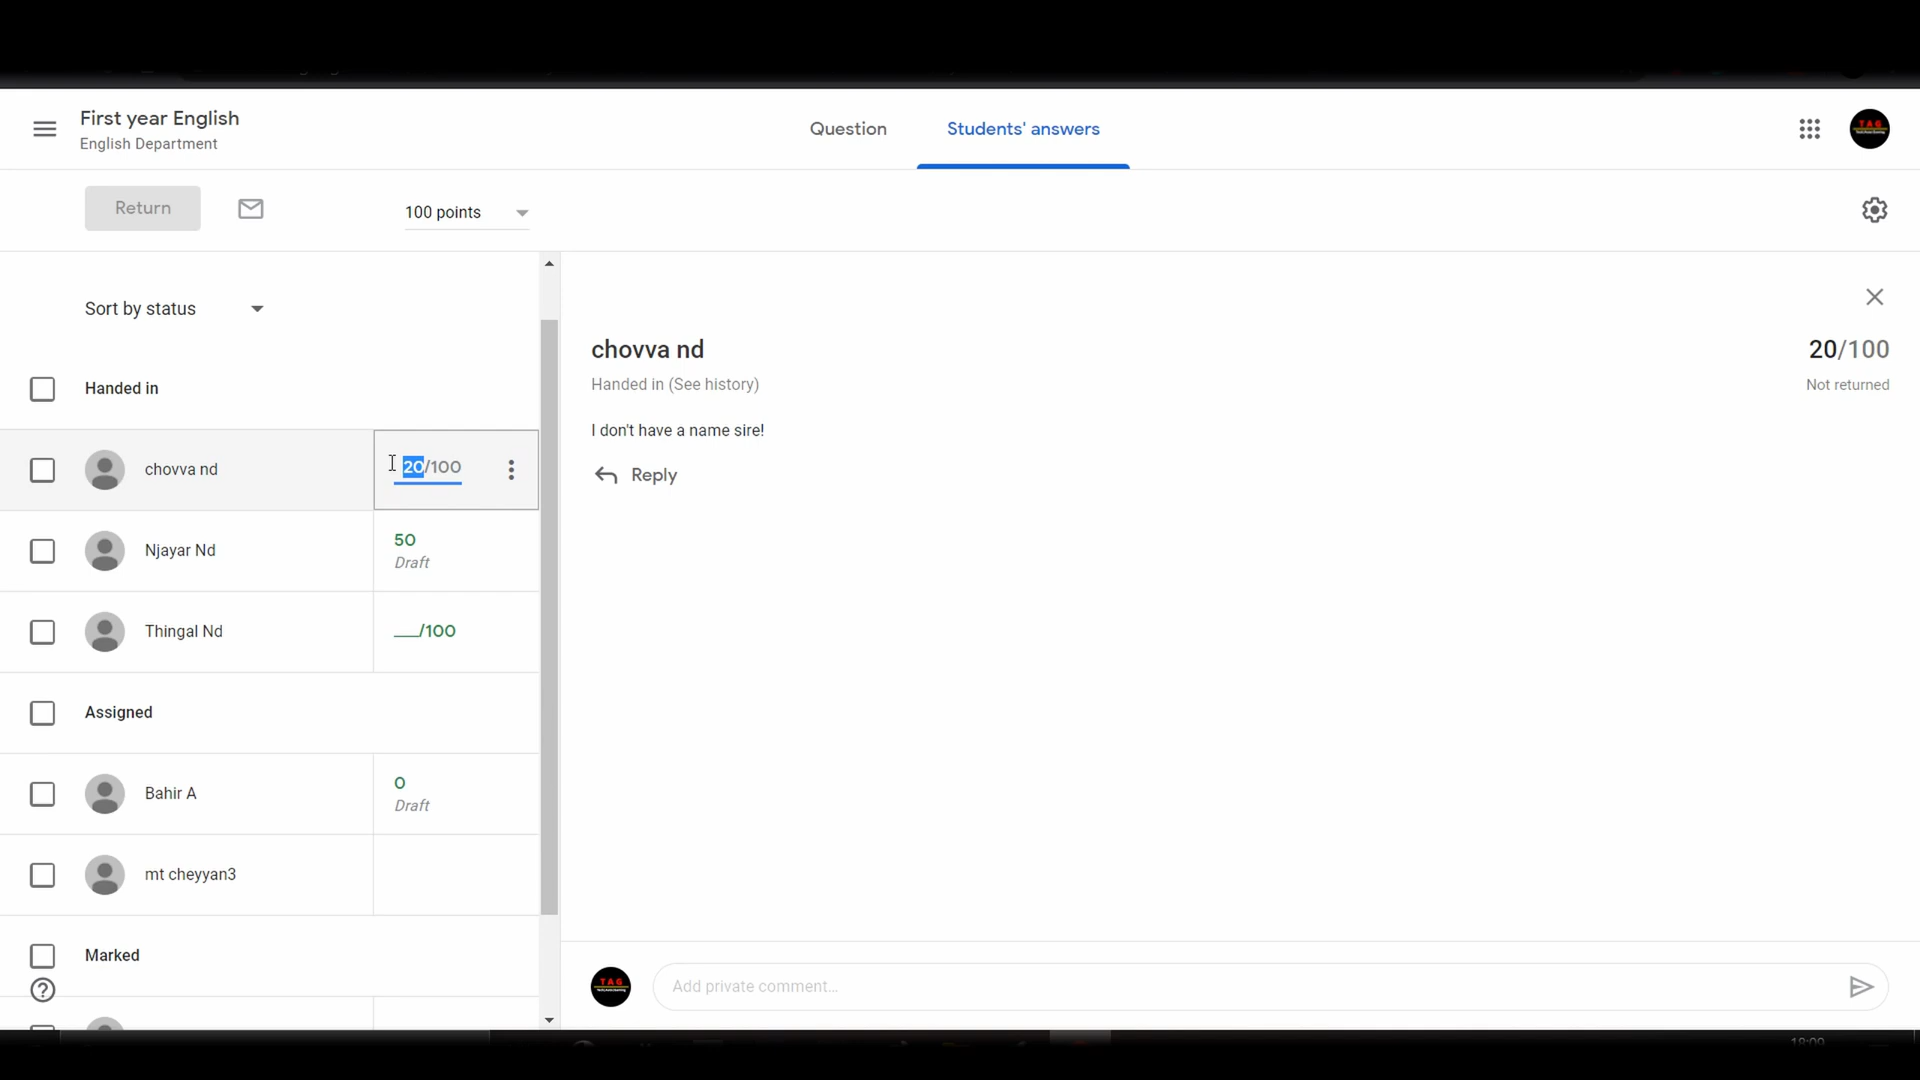 First year English
English Department
Question
Students' answers
Return
100 points
Sort by status
Handed in
chovva nd
20/100
Njayar Nd
50
Draft
Thingal Nd
__/100
Assigned
Bahir A
0
Draft
mt cheyyan3
Marked
chovva nd
20/100
Handed in (See history)
Not returned
I don't have a name sire!
Reply
TAG
Add private comment...
TAG